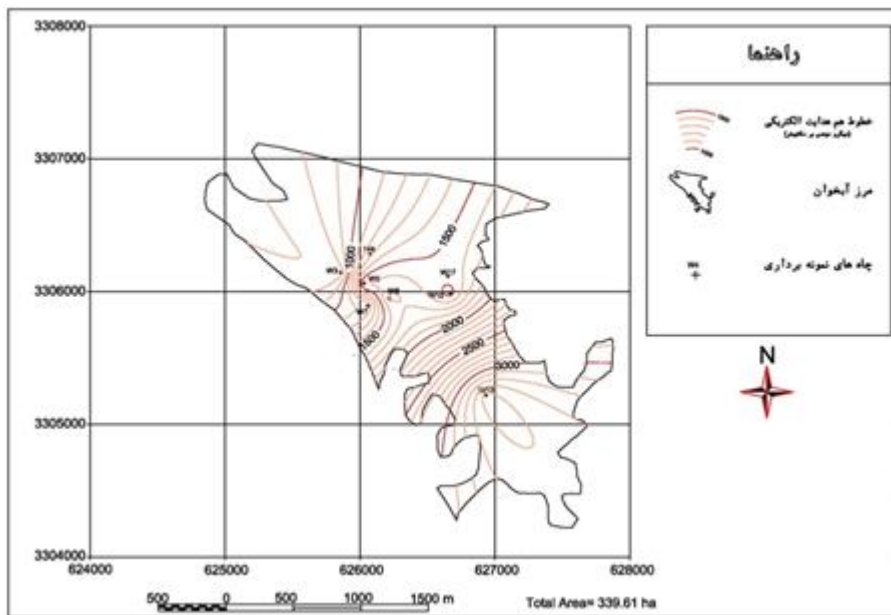 3308000
3307000
3306000
3305000
3304000
624000 625000 626000 627000 628000
1000
1500
1500
2000
2500
3000
500 0 500 1000 1500 m
Total Area= 339.61 ha
راهنما
خطوط هم هدایت الکتریکی
مرز آبخوان
چاه های نمونه برداری
N